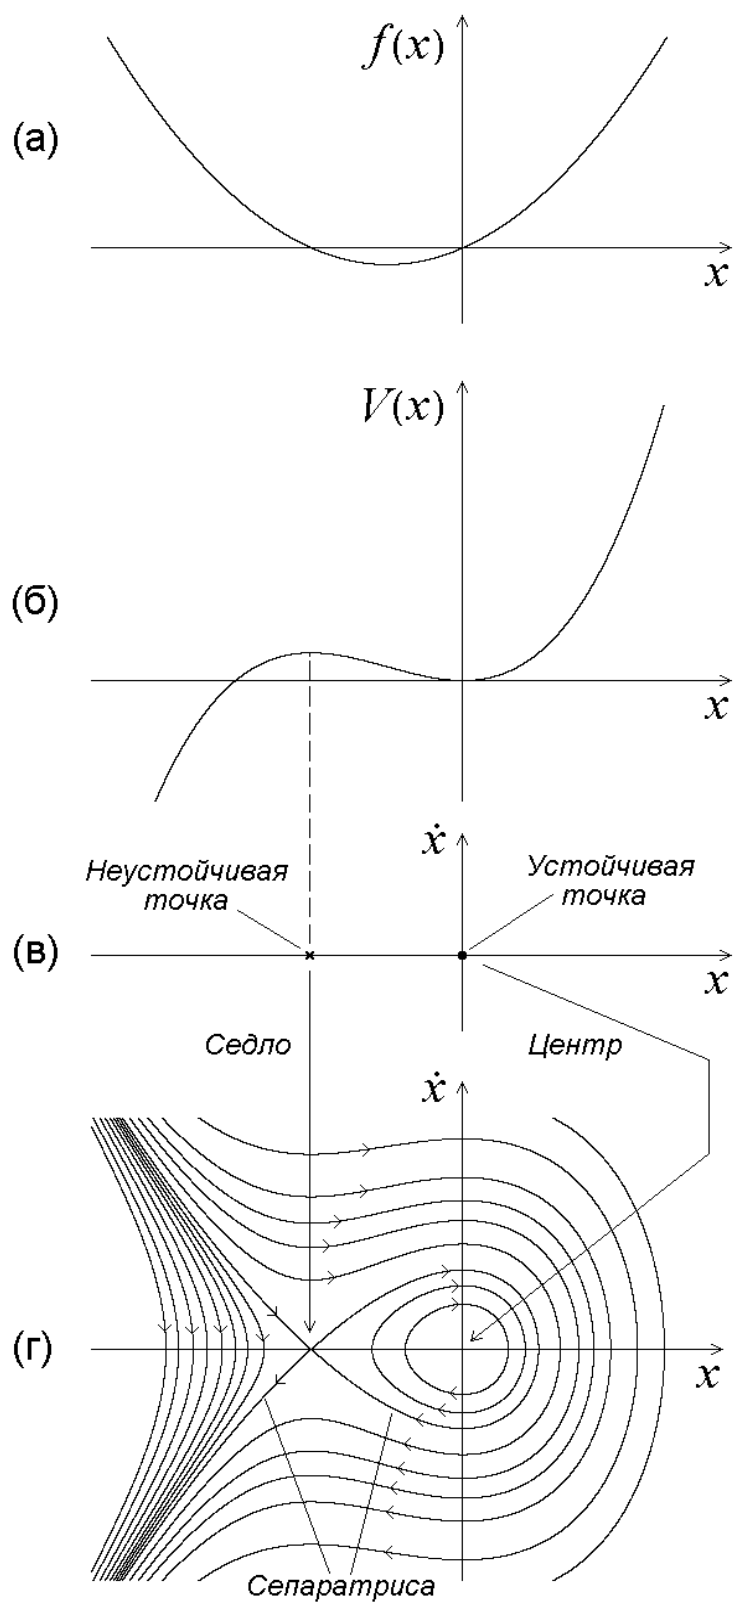 f(x)
(а)
x
V(x)
(б)
x
ẋ
Неустойчивая
точка
Устойчивая
точка
(в)
x
Седло
Центр
ẋ
(г)
x
Сепаратриса